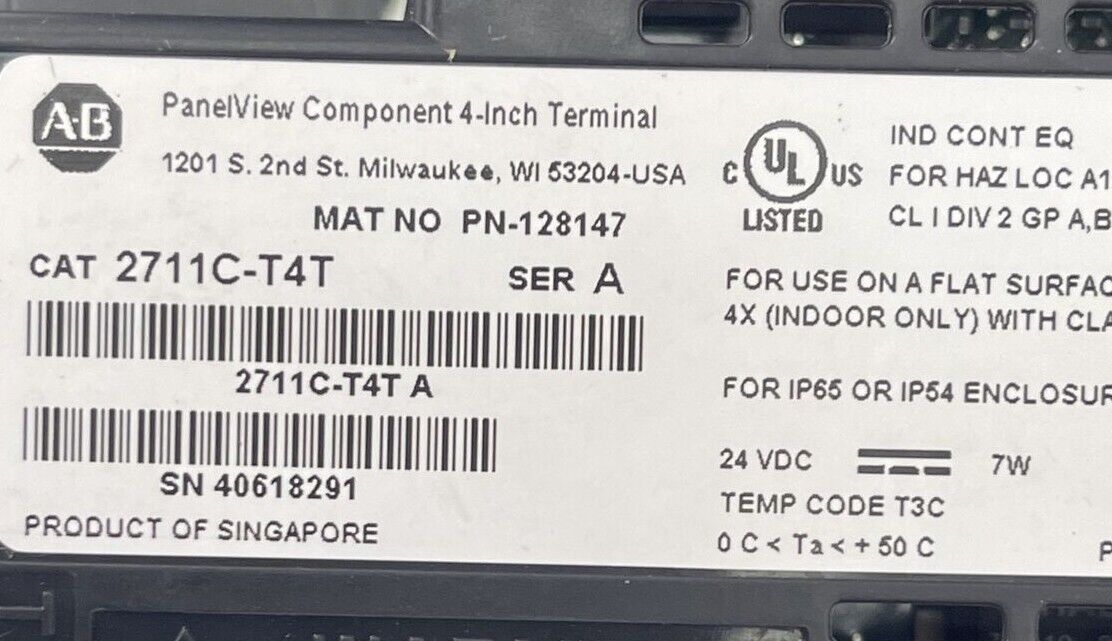 A-B
PanelView Component 4-Inch Terminal
1201 S. 2nd St. Milwaukee, WI 53204-USA
MAT NO PN-128147
CAT 2711C-T4T SER A
2711C-T4T A
SN 40618291
PRODUCT OF SINGAPORE
C UL US
LISTED
IND CONT EQ
FOR HAZ LOC A1
CL I DIV 2 GP A,B
FOR USE ON A FLAT SURFAC
4X (INDOOR ONLY) WITH CLA
FOR IP65 OR IP54 ENCLOSUR
24 VDC 7W
TEMP CODE T3C
0 C < Ta < + 50 C